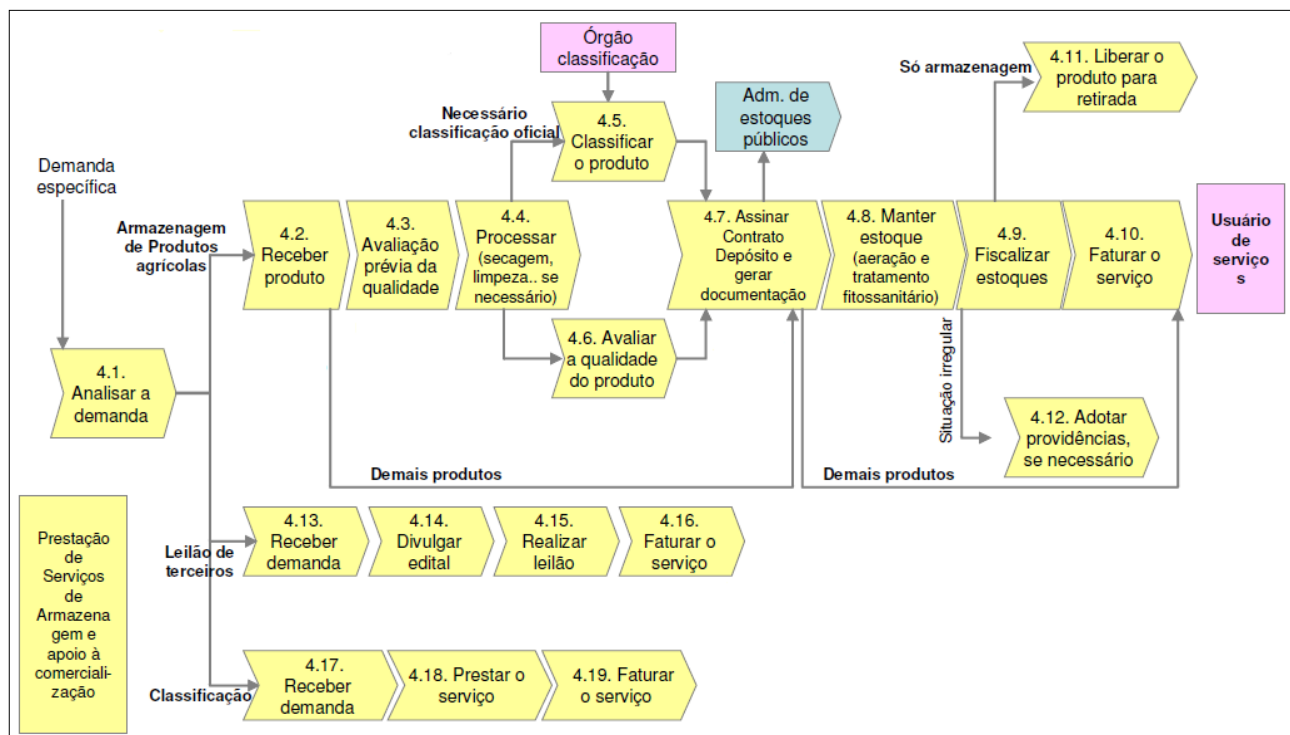 Órgão
classificação
Só armazenagem
4.11. Liberar o
produto para
retirada
Necessário
classificação oficial
4.5.
Classificar
o produto
Adm. de
estoques
públicos
Demanda
específica
Armazenagem
de Produtos
agrícolas
4.2.
Receber
produto
4.3.
Avaliação
prévia da
qualidade
4.4.
Processar
(secagem,
limpeza.. se
necessário)
4.7. Assinar
Contrato
Depósito e
gerar
documentação
4.8. Manter
estoque
(aeração e
tratamento
fitossanitário)
4.9.
Fiscalizar
estoques
4.10.
Faturar o
serviço
Usuário
de
serviço
s
4.1.
Analisar a
demanda
4.6. Avaliar
a qualidade
do produto
Situação irregular
4.12. Adotar
providências,
se necessário
Demais produtos
Demais produtos
Prestação
de
Serviços
de
Armazena
gem e
apoio à
comerciali-
zação
Leilão de
terceiros
4.13.
Receber
demanda
4.14.
Divulgar
edital
4.15.
Realizar
leilão
4.16.
Faturar o
serviço
Classificação
4.17.
Receber
demanda
4.18. Prestar o
serviço
4.19. Faturar
o serviço